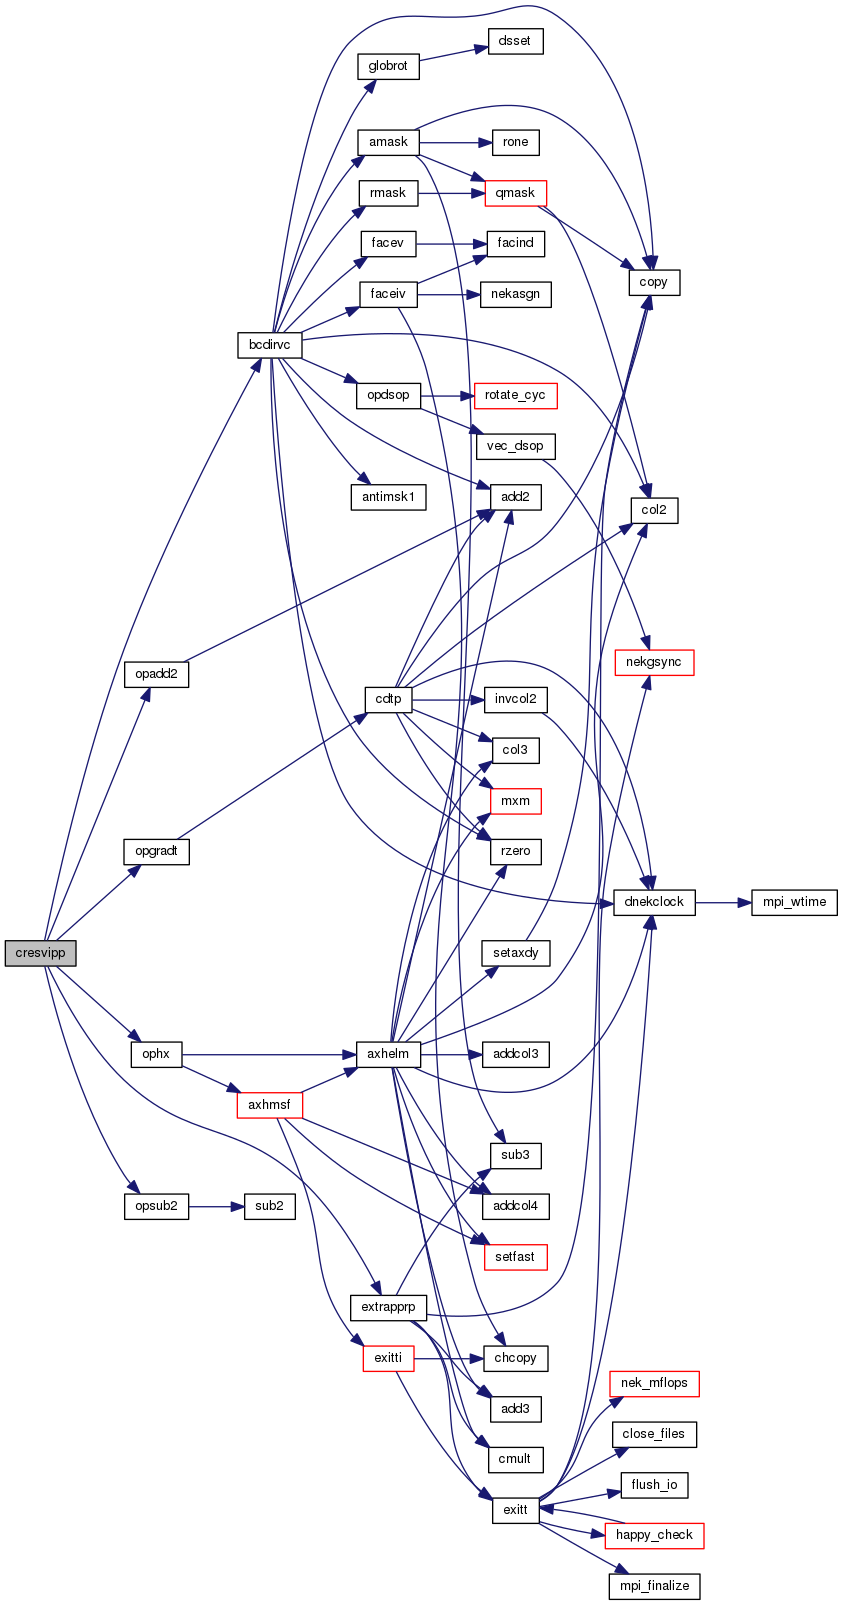 dsset
globrot
amask
rone
rmask
qmask
facev
facind
copy
faceiv
nekasgn
bcdirvc
opdsop
rotate_cyc
vec_dsop
antimsk1
add2
col2
nekgsync
opadd2
cdtp
invcol2
col3
mxm
opgradt
rzero
dnekclock
mpi_wtime
cresvipp
setaxdy
ophx
axhelm
addcol3
axhmsf
sub3
opsub2
sub2
addcol4
setfast
extrapprp
exitti
chcopy
nek_mflops
add3
close_files
cmult
flush_io
exitt
happy_check
mpi_finalize